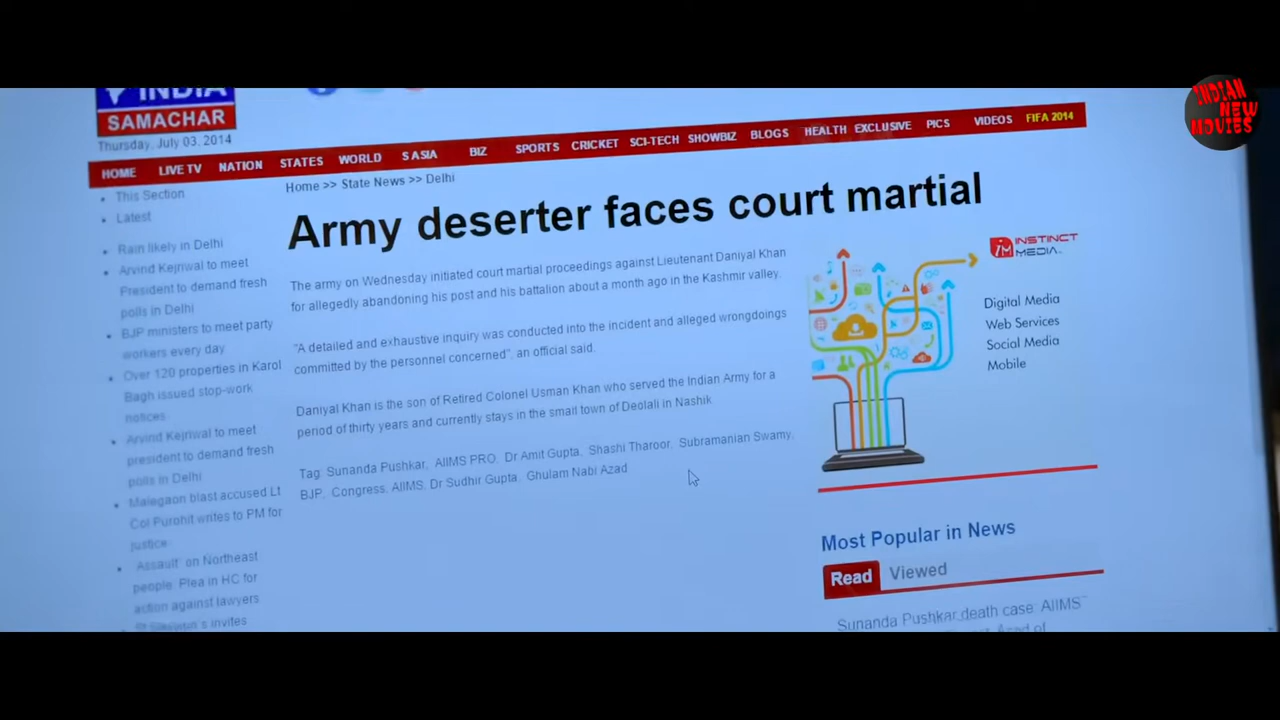 INDIA
SAMACHAR
Thursday, July 03, 2014
INDIAN
NEW
MOVIES
HOME LIVE TV NATION STATES WORLD S ASIA BIZ SPORTS CRICKET SCI-TECH SHOWBIZ BLOGS HEALTH EXCLUSIVE PICS VIDEOS FIFA 2014
Home >> State News >> Delhi
This Section
Latest
Rain likely in Delhi
Arvind Kejriwal to meet
President to demand fresh
polls in Delhi
BJP ministers to meet party
workers every day
Over 120 properties in Karol
Bagh issued stop-work
notices
Arvind Kejriwal to meet
president to demand fresh
polls in Delhi
Malegaon blast accused Lt
Col Purohit writes to PM for
justice
'Assault' on Northeast
people: Plea in HC for
action against lawyers
invites
Army deserter faces court martial
The army on Wednesday initiated court martial proceedings against Lieutenant Daniyal Khan
for allegedly abandoning his post and his battalion about a month ago in the Kashmir valley.
"A detailed and exhaustive inquiry was conducted into the incident and alleged wrongdoings
committed by the personnel concerned", an official said.
Daniyal Khan is the son of Retired Colonel Usman Khan who served the Indian Army for a
period of thirty years and currently stays in the small town of Deolali in Nashik
Tag: Sunanda Pushkar, AIIMS PRO, Dr Amit Gupta, Shashi Tharoor, Subramanian Swamy,
BJP, Congress, AIIMS, Dr Sudhir Gupta, Ghulam Nabi Azad
im INSTINCT
MEDIA
Digital Media
Web Services
Social Media
Mobile
Most Popular in News
Read Viewed
Sunanda Pushkar death case: AIIMS
Azad of